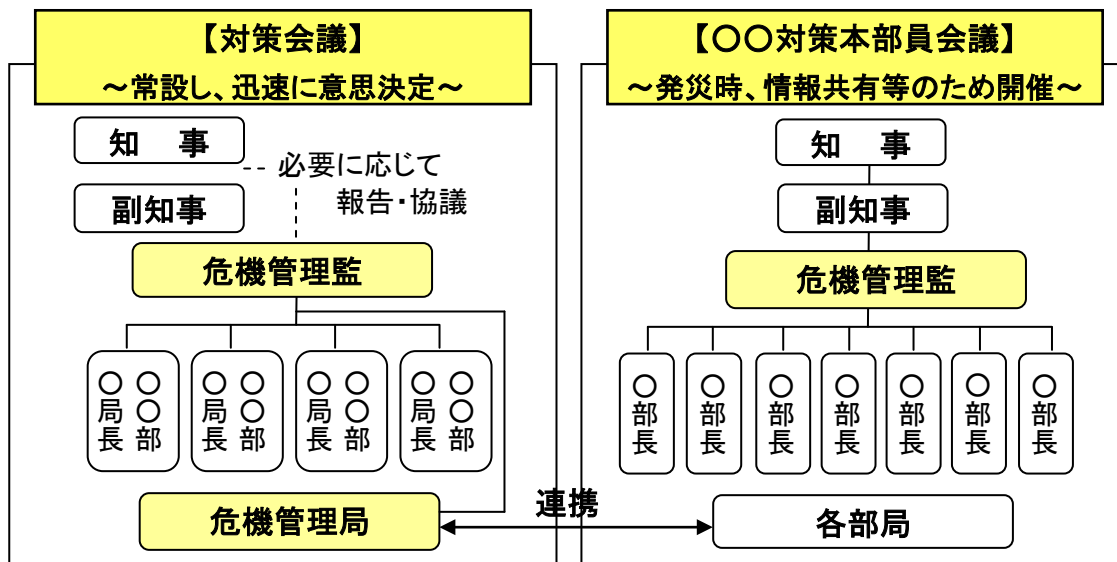 【対策会議】
～常設し、迅速に意思決定～
知　事
必要に応じて
報告・協議
副知事
危機管理監
○○部
○局長
○○部
○局長
○○部
○局長
○○部
○局長
危機管理局
連携
【○○対策本部員会議】
～発災時、情報共有等のため開催～
知　事
副知事
危機管理監
○部長
○部長
○部長
○部長
○部長
○部長
○部長
各部局